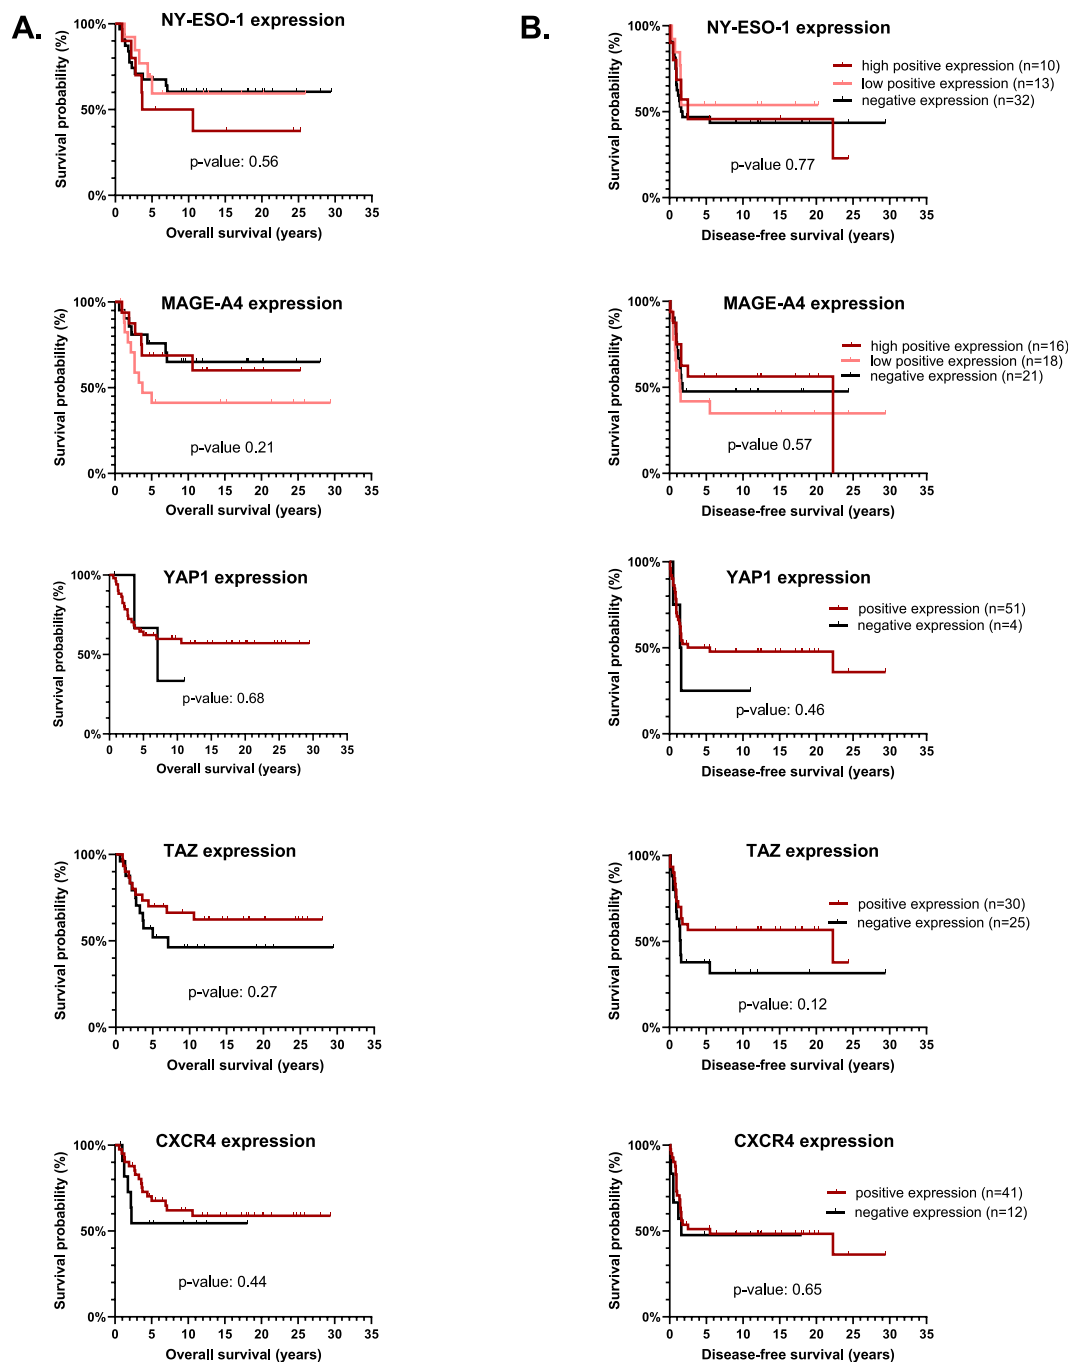 A.
NY-ESO-1 expression
Survival probability (%)
100%
50%
0%
p-value: 0.56
0 5 10 15 20 25 30 35
Overall survival (years)
B.
NY-ESO-1 expression
Survival probability (%)
100%
50%
0%
high positive expression (n=10)
low positive expression (n=13)
negative expression (n=32)
p-value 0.77
0 5 10 15 20 25 30 35
Disease-free survival (years)
MAGE-A4 expression
Survival probability (%)
100%
50%
0%
p-value 0.21
0 5 10 15 20 25 30 35
Overall survival (years)
MAGE-A4 expression
Survival probability (%)
100%
50%
0%
high positive expression (n=16)
low positive expression (n=18)
negative expression (n=21)
p-value 0.57
0 5 10 15 20 25 30 35
Disease-free survival (years)
YAP1 expression
Survival probability (%)
100%
50%
0%
p-value: 0.68
0 5 10 15 20 25 30 35
Overall survival (years)
YAP1 expression
Survival probability (%)
100%
50%
0%
positive expression (n=51)
negative expression (n=4)
p-value: 0.46
0 5 10 15 20 25 30 35
Disease-free survival (years)
TAZ expression
Survival probability (%)
100%
50%
0%
p-value: 0.27
0 5 10 15 20 25 30 35
Overall survival (years)
TAZ expression
Survival probability (%)
100%
50%
0%
positive expression (n=30)
negative expression (n=25)
p-value: 0.12
0 5 10 15 20 25 30 35
Disease-free survival (years)
CXCR4 expression
Survival probability (%)
100%
50%
0%
p-value: 0.44
0 5 10 15 20 25 30 35
Overall survival (years)
CXCR4 expression
Survival probability (%)
100%
50%
0%
positive expression (n=41)
negative expression (n=12)
p-value: 0.65
0 5 10 15 20 25 30 35
Disease-free survival (years)